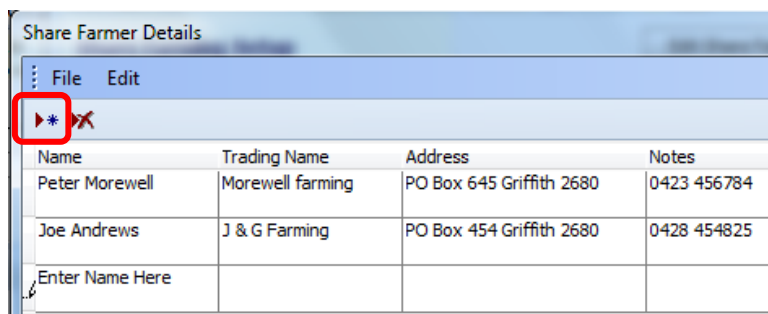 Share Farmer Details
File Edit
Name Trading Name Address Notes
Peter Morewell Morewell farming PO Box 645 Griffith 2680 0423 456784
Joe Andrews J & G Farming PO Box 454 Griffith 2680 0428 454825
Enter Name Here